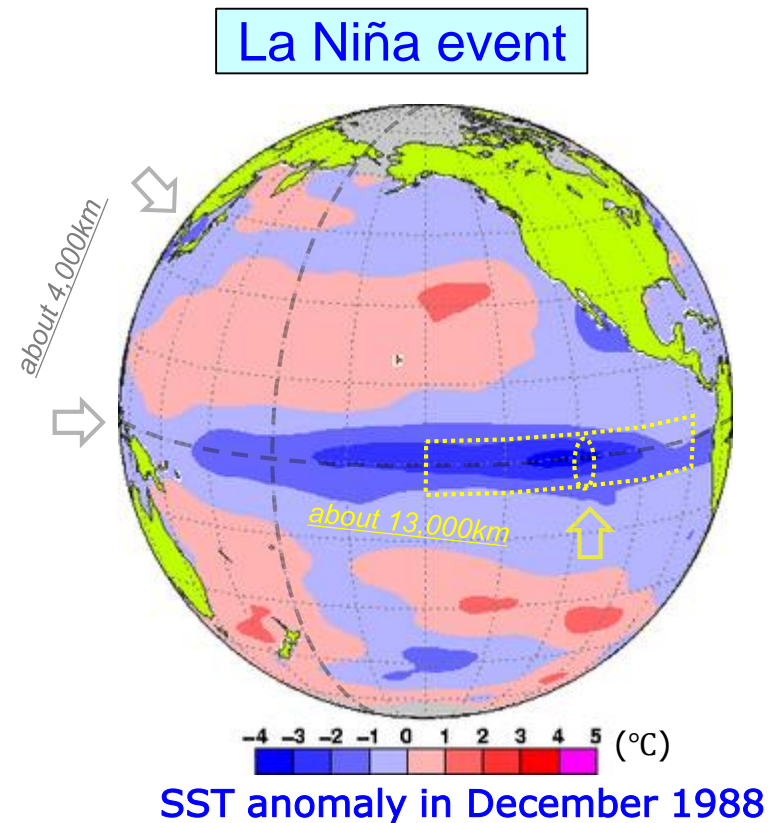 La Niña event
about 4,000km
about 13,000km
-4 -3 -2 -1 0 1 2 3 4 5 (℃)
SST anomaly in December 1988